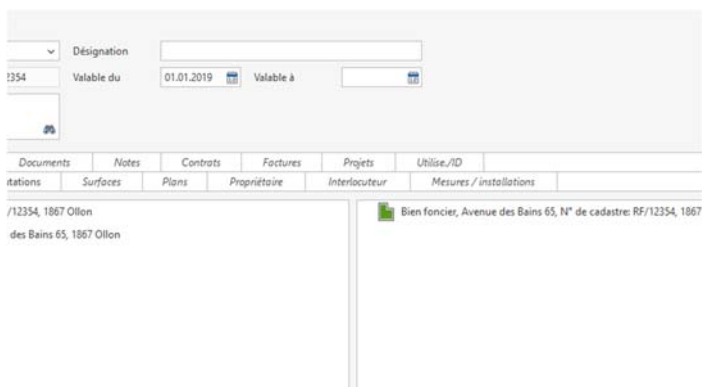 Désignation
2354 Valable du 01.01.2019 Valable à
Documents Notes Contrats Factures Projets Utilise./ID
tations Surfaces Plans Propriétaire Interlocuteur Mesures / installations
/12354, 1867 Ollon
des Bains 65, 1867 Ollon
Bien foncier, Avenue des Bains 65, N° de cadastre: RF/12354, 1867